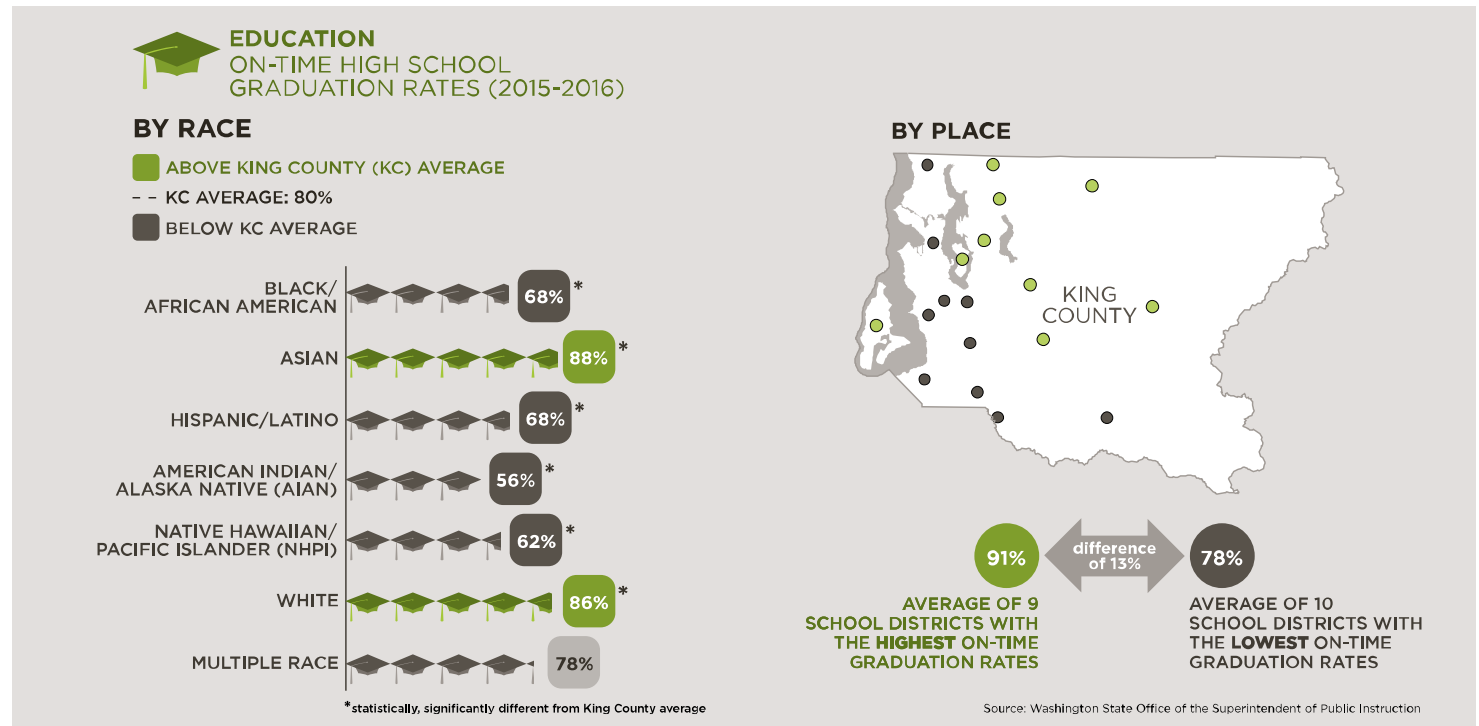 EDUCATION
ON-TIME HIGH SCHOOL
GRADUATION RATES (2015-2016)
BY RACE
ABOVE KING COUNTY (KC) AVERAGE
-- KC AVERAGE: 80%
BELOW KC AVERAGE
BLACK/
AFRICAN AMERICAN
68% *
ASIAN
88% *
HISPANIC/LATINO
68% *
AMERICAN INDIAN/
ALASKA NATIVE (AIAN)
56% *
NATIVE HAWAIIAN/
PACIFIC ISLANDER (NHPI)
62% *
WHITE
86% *
MULTIPLE RACE
78%
*statistically, significantly different from King County average
BY PLACE
KING
COUNTY
91%
difference
of 13%
78%
AVERAGE OF 9
SCHOOL DISTRICTS WITH
THE HIGHEST ON-TIME
GRADUATION RATES
AVERAGE OF 10
SCHOOL DISTRICTS WITH
THE LOWEST ON-TIME
GRADUATION RATES
Source: Washington State Office of the Superintendent of Public Instruction